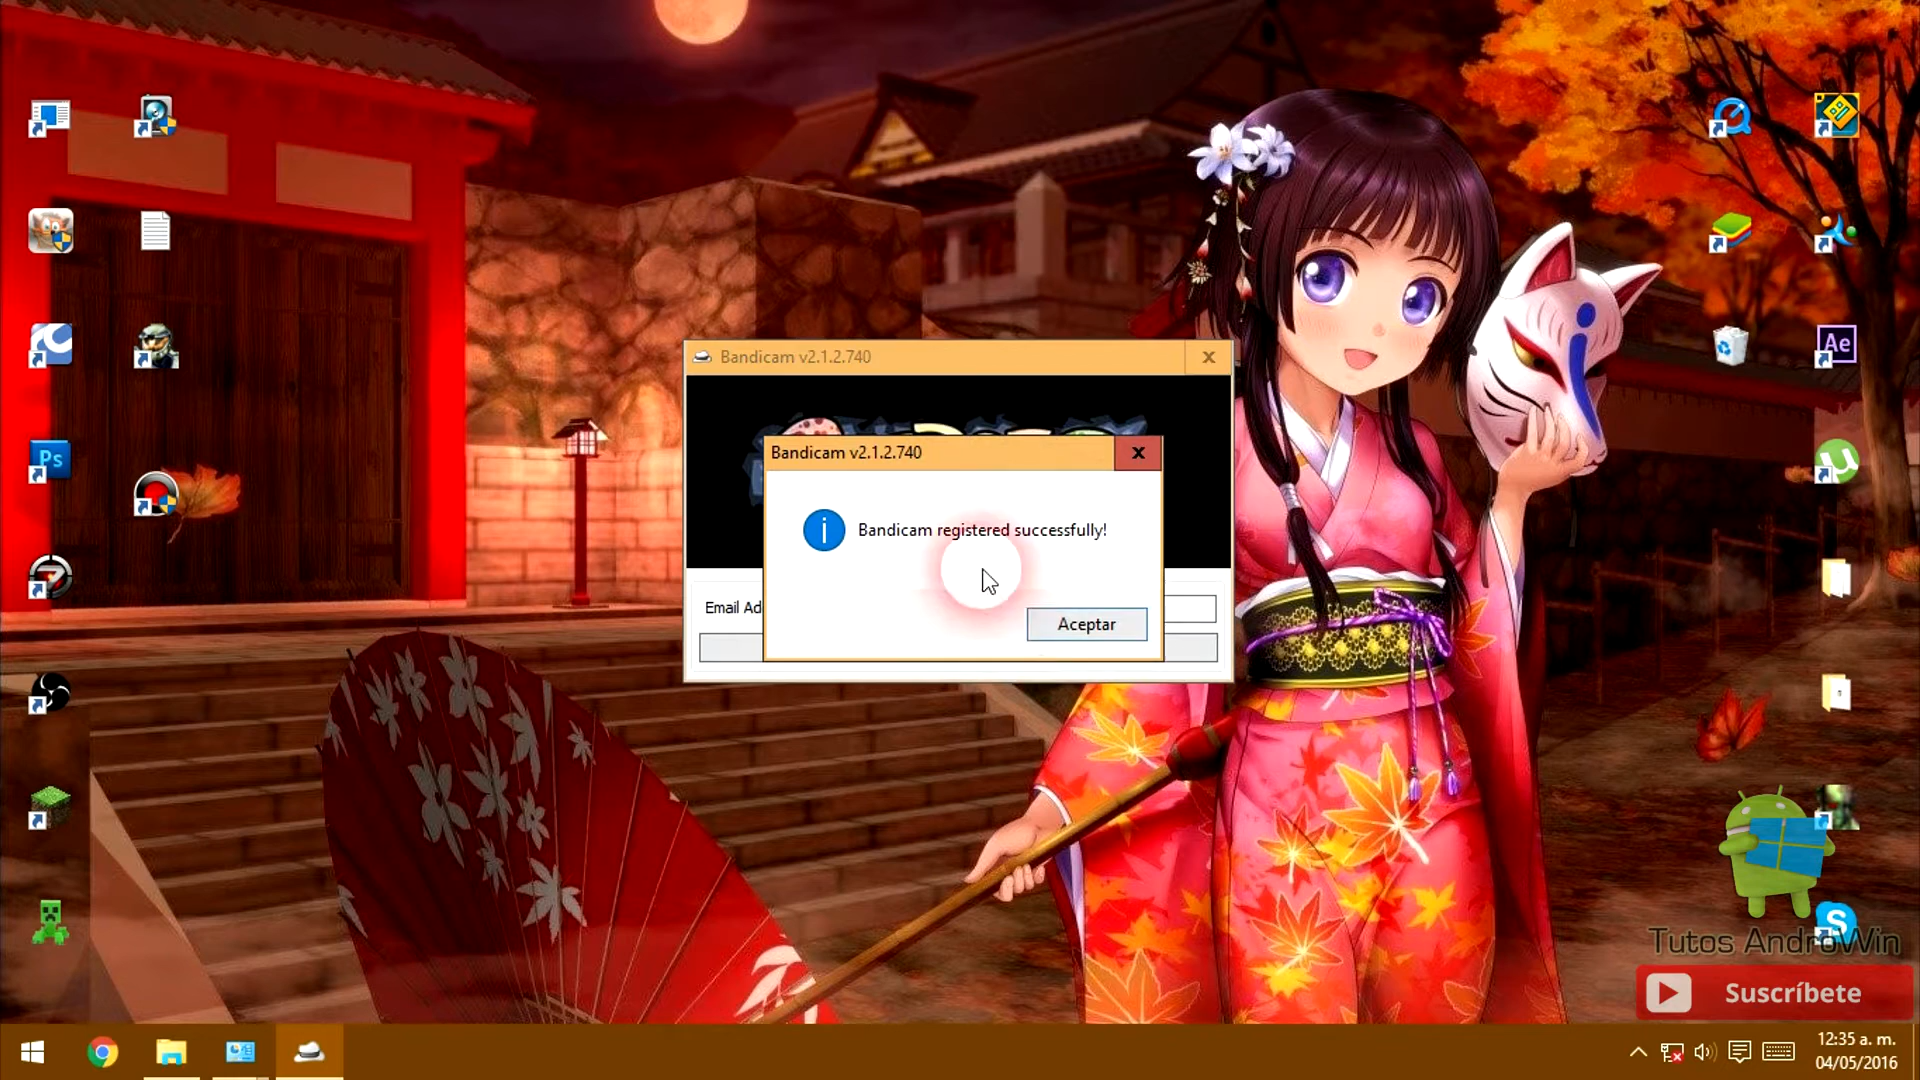 Bandicam v2.1.2.740
Bandicam v2.1.2.740
Bandicam registered successfully!
Email Ad
Aceptar
Ps
Ae
Tutos AndroWin
Suscríbete
12:35 a. m.
04/05/2016